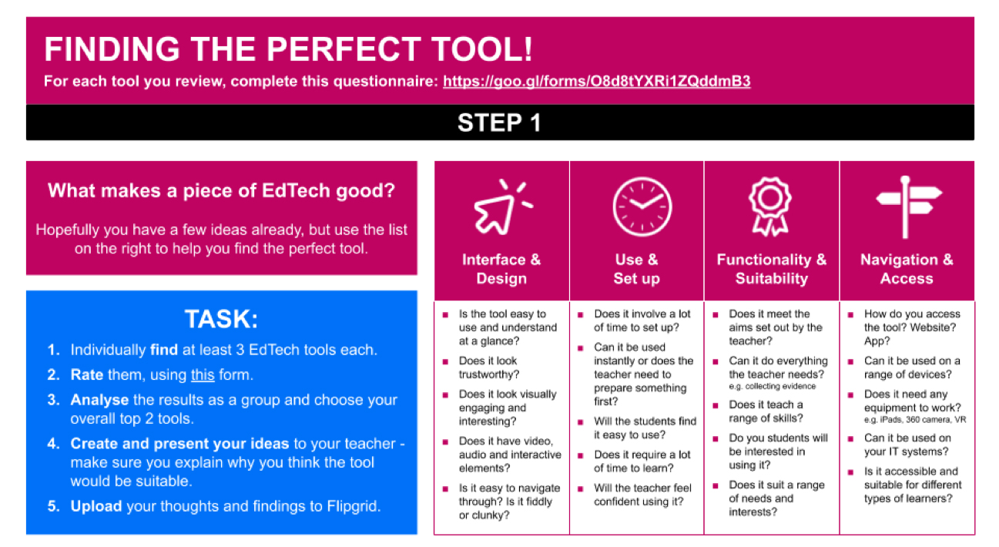 FINDING THE PERFECT TOOL!
For each tool you review, complete this questionnaire: https://goo.gl/forms/O8d8tYXRi1ZQddmB3
STEP 1
What makes a piece of EdTech good?
Hopefully you have a few ideas already, but use the list
on the right to help you find the perfect tool.
TASK:
1. Individually find at least 3 EdTech tools each.
2. Rate them, using this form.
3. Analyse the results as a group and choose your
overall top 2 tools.
4. Create and present your ideas to your teacher -
make sure you explain why you think the tool
would be suitable.
5. Upload your thoughts and findings to Flipgrid.
Interface &
Design
▪ Is the tool easy to
use and understand
at a glance?
▪ Does it look
trustworthy?
▪ Does it look visually
engaging and
interesting?
▪ Does it have video,
audio and interactive
elements?
▪ Is it easy to navigate
through? Is it fiddly
or clunky?
Use &
Set up
▪ Does it involve a lot
of time to set up?
▪ Can it be used
instantly or does the
teacher need to
prepare something
first?
▪ Will the students find
it easy to use?
▪ Does it require a lot
of time to learn?
▪ Will the teacher feel
confident using it?
Functionality &
Suitability
▪ Does it meet the
aims set out by the
teacher?
▪ Can it do everything
the teacher needs?
e.g. collecting evidence
▪ Does it teach a
range of skills?
▪ Do you students will
be interested in
using it?
▪ Does it suit a range
of needs and
interests?
Navigation &
Access
▪ How do you access
the tool? Website?
App?
▪ Can it be used on a
range of devices?
▪ Does it need any
equipment to work?
e.g. iPads, 360 camera, VR
▪ Can it be used on
your IT systems?
▪ Is it accessible and
suitable for different
types of learners?